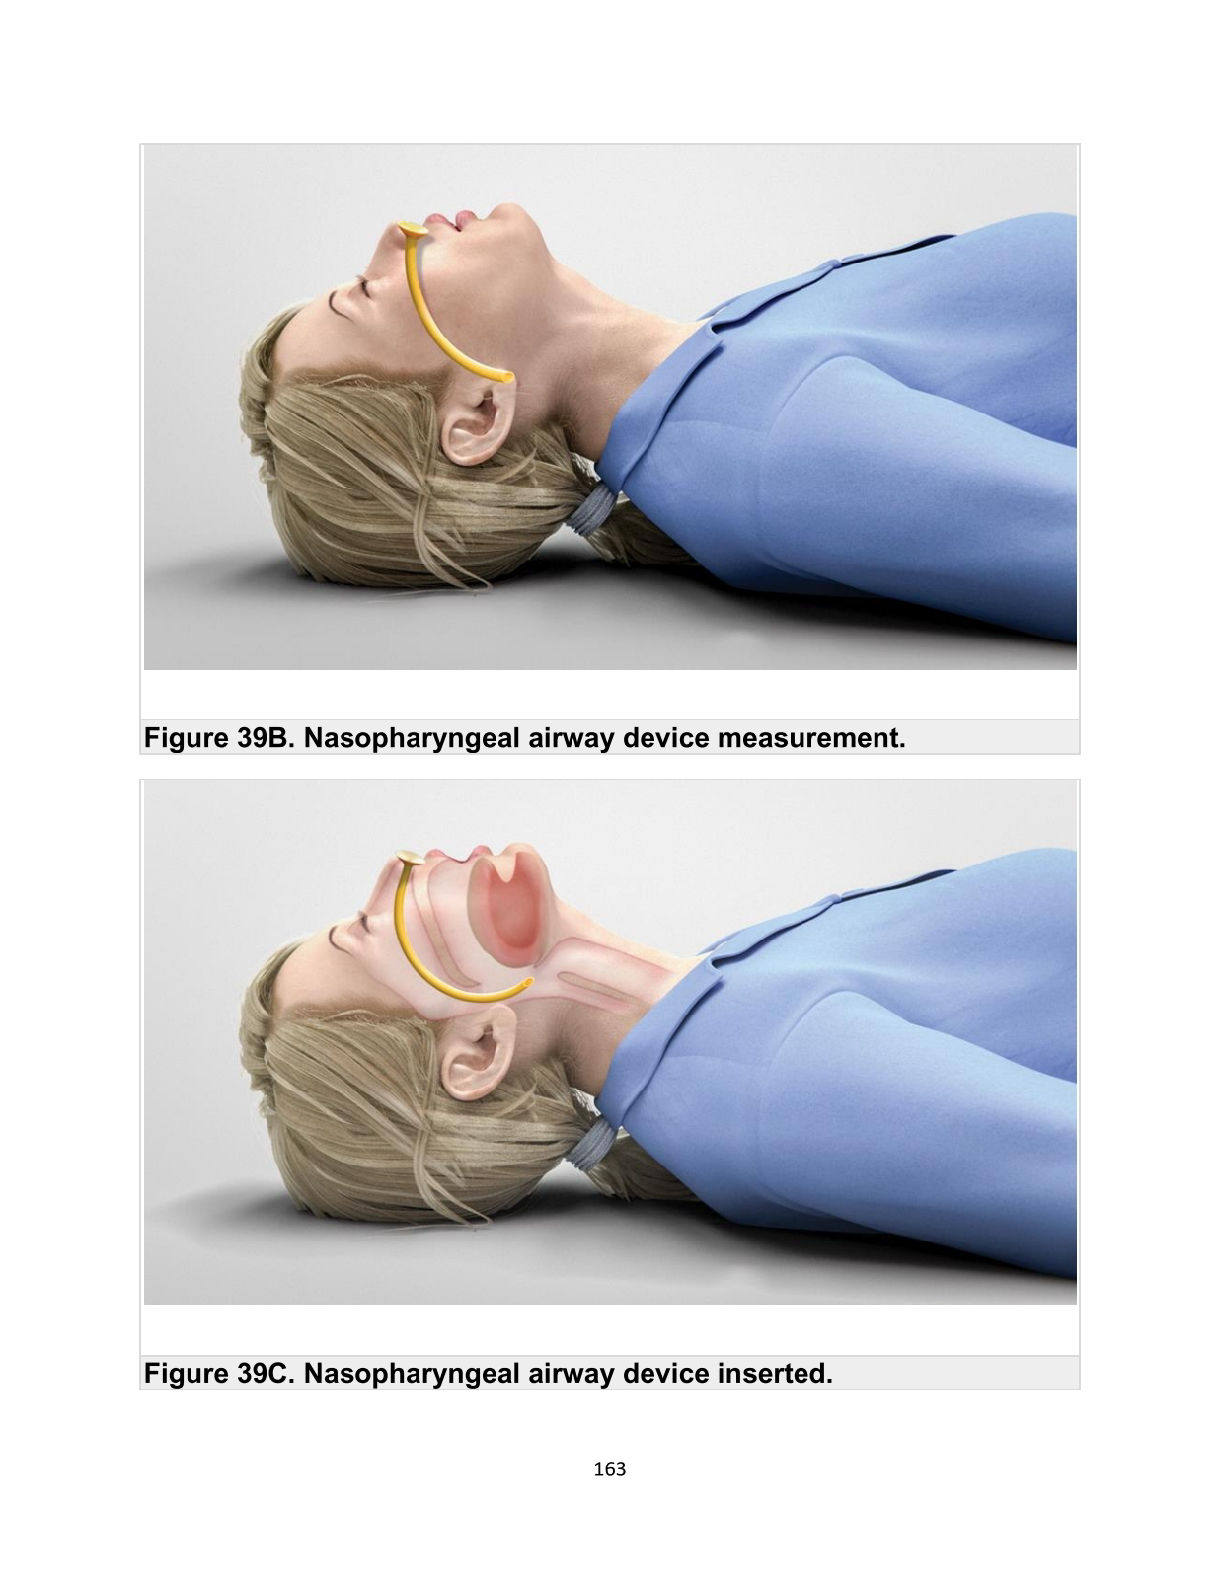 Figure 39B. Nasopharyngeal airway device measurement.
Figure 39C. Nasopharyngeal airway device inserted.
163